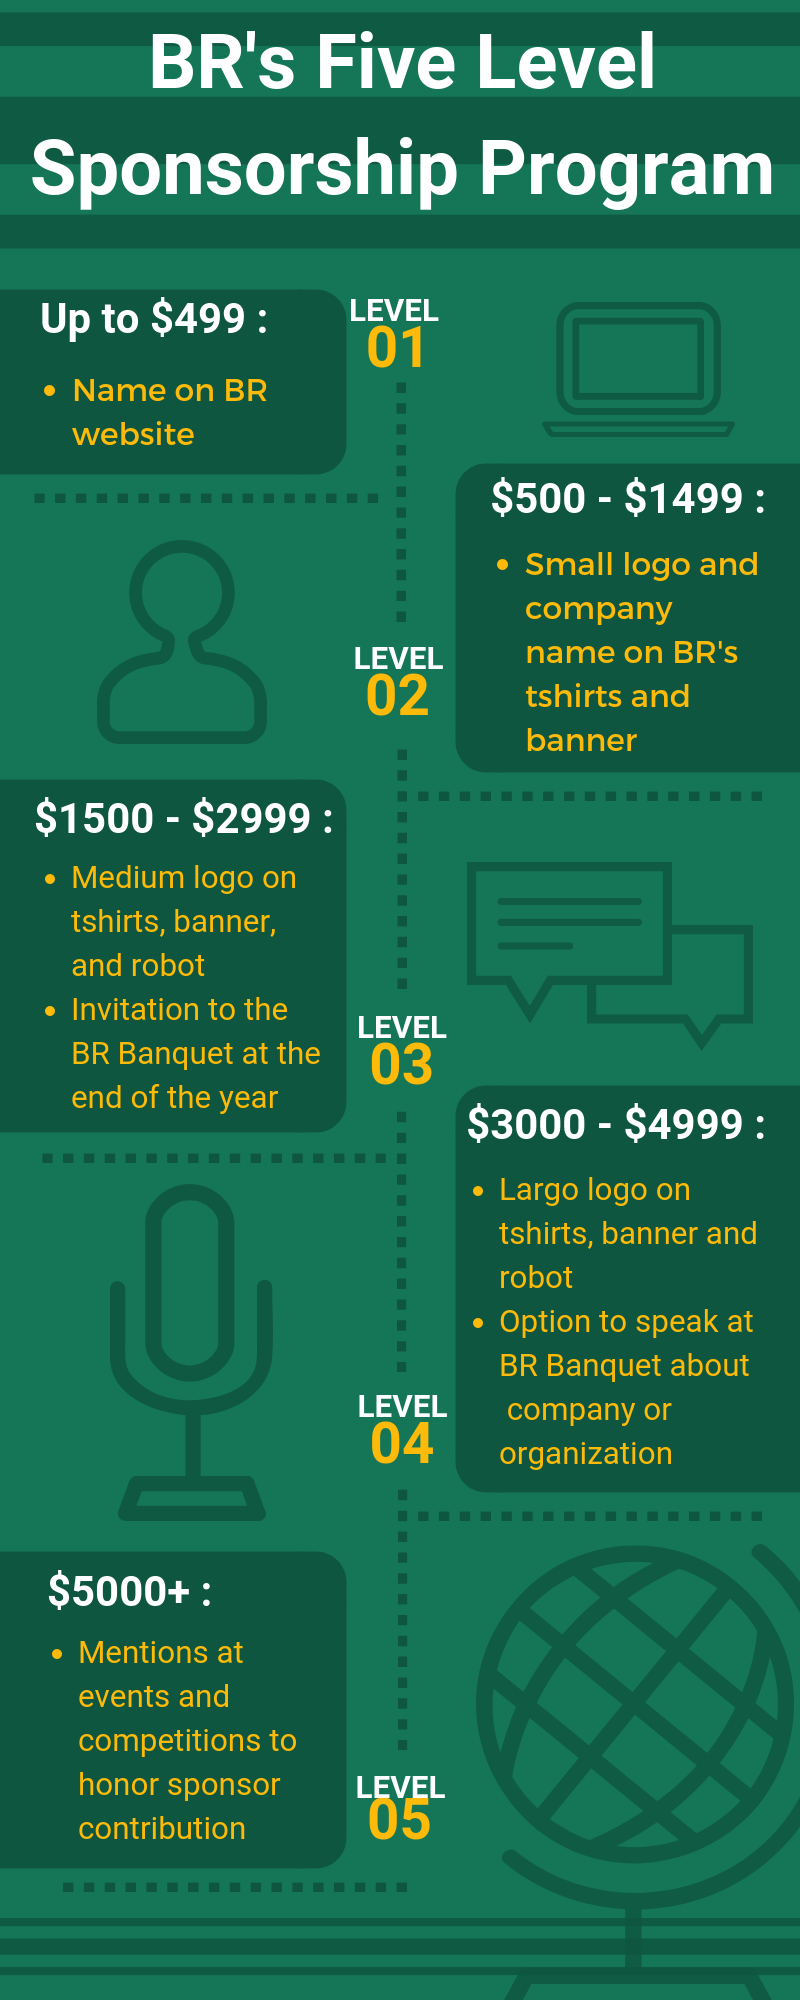 BR's Five Level
Sponsorship Program
Up to $499 :
Name on BR
website
LEVEL
01
$500 - $1499 :
Small logo and
company
name on BR's
tshirts and
banner
LEVEL
02
$1500 - $2999 :
Medium logo on
tshirts, banner,
and robot
Invitation to the
BR Banquet at the
end of the year
LEVEL
03
$3000 - $4999 :
Largo logo on
tshirts, banner and
robot
Option to speak at
BR Banquet about
company or
organization
LEVEL
04
$5000+ :
Mentions at
events and
competitions to
honor sponsor
contribution
LEVEL
05